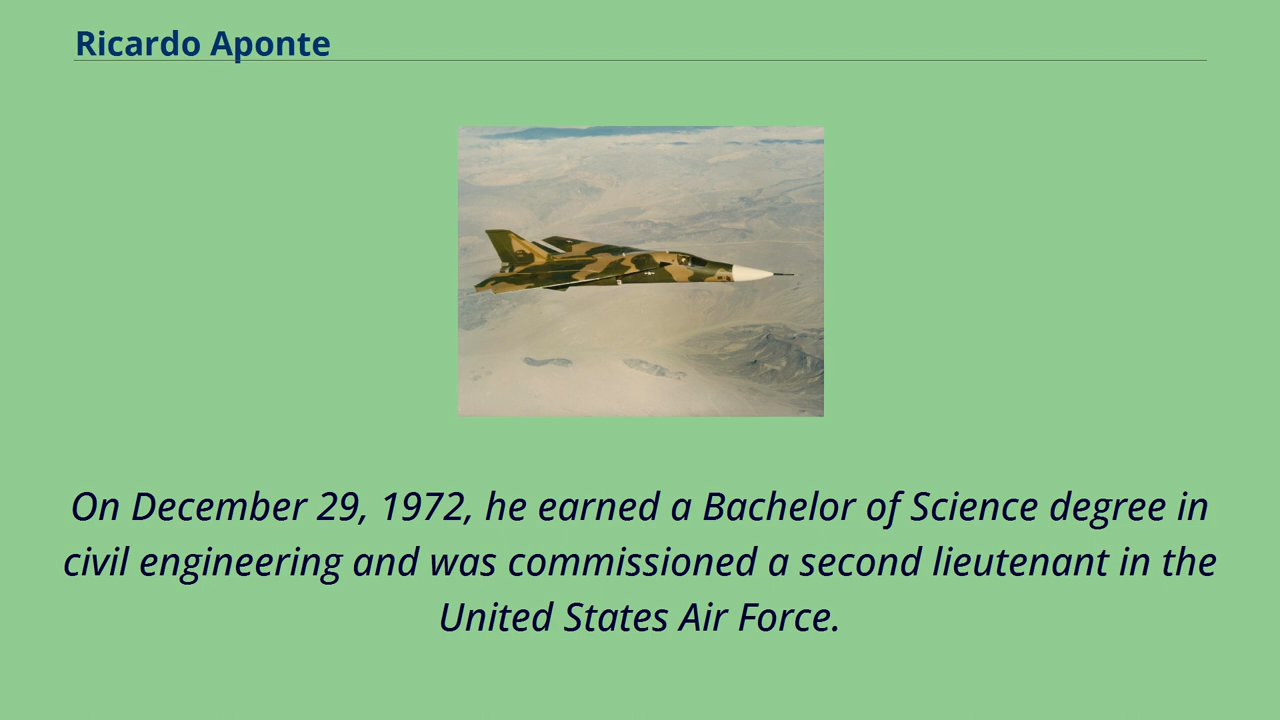 Ricardo Aponte
On December 29, 1972, he earned a Bachelor of Science degree in
civil engineering and was commissioned a second lieutenant in the
United States Air Force.